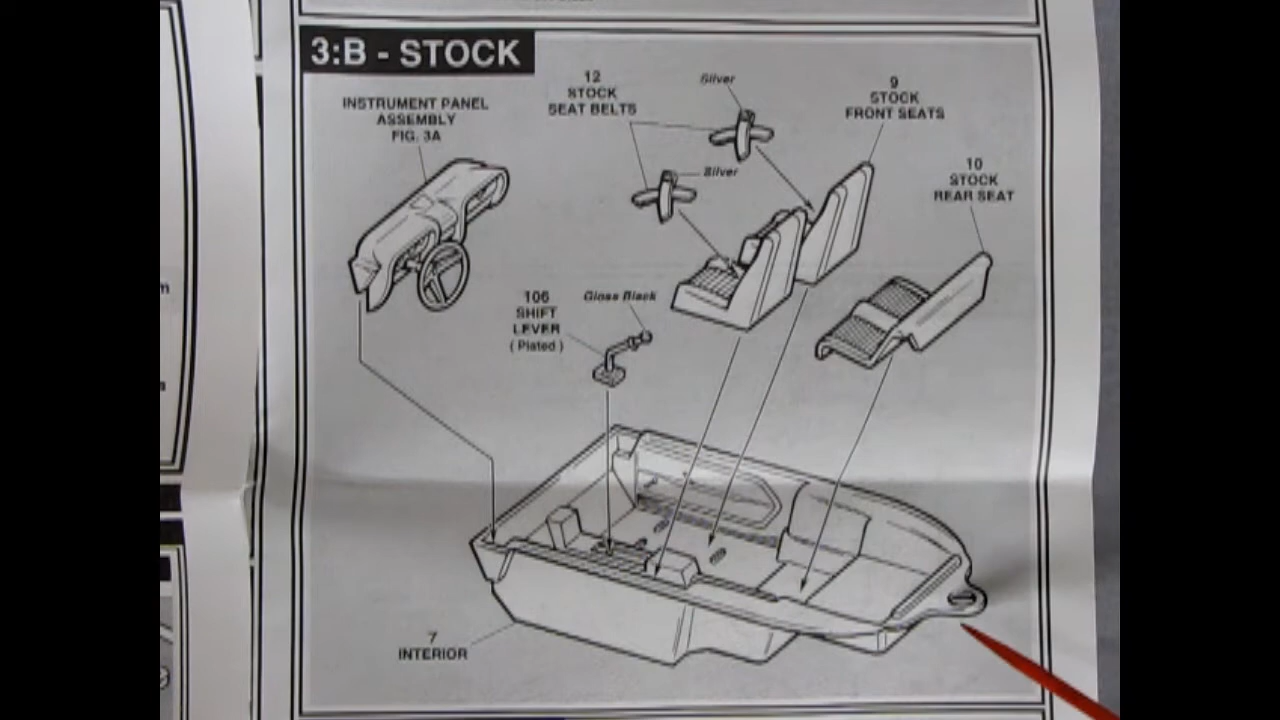 3:B - STOCK
INSTRUMENT PANEL
ASSEMBLY
FIG. 3A
12
STOCK
SEAT BELTS
Silver
9
STOCK
FRONT SEATS
Silver
10
STOCK
REAR SEAT
106
SHIFT
LEVER
( Plated )
Gloss Black
7
INTERIOR